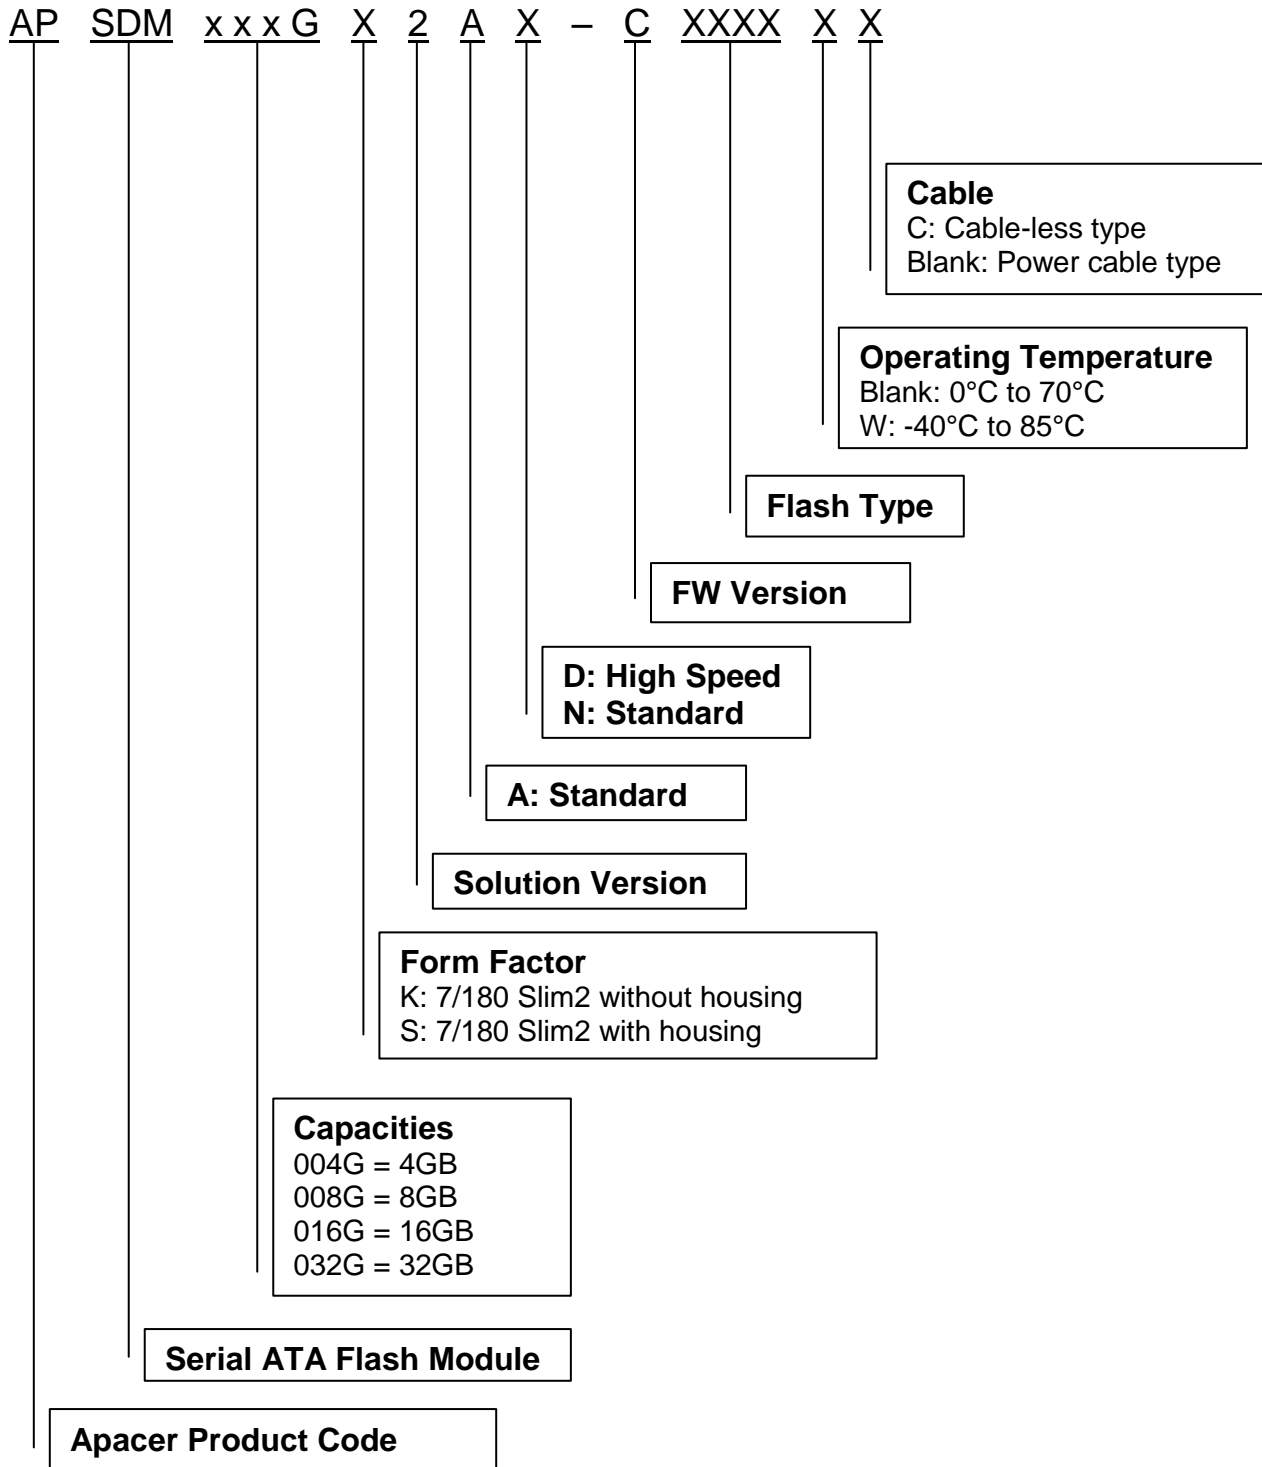 AP SDM x x x G X 2 A X – C XXXX X X
Cable
C: Cable-less type
Blank: Power cable type
Operating Temperature
Blank: 0°C to 70°C
W: -40°C to 85°C
Flash Type
FW Version
D: High Speed
N: Standard
A: Standard
Solution Version
Form Factor
K: 7/180 Slim2 without housing
S: 7/180 Slim2 with housing
Capacities
004G = 4GB
008G = 8GB
016G = 16GB
032G = 32GB
Serial ATA Flash Module
Apacer Product Code